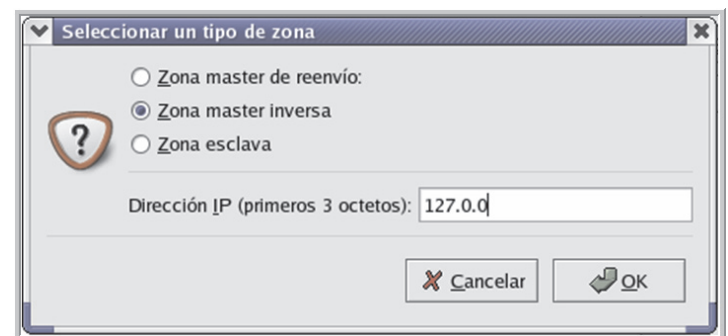 Seleccionar un tipo de zona
Zona master de reenvío:
Zona master inversa
Zona esclava
Dirección IP (primeros 3 octetos): 127.0.0
Cancelar OK